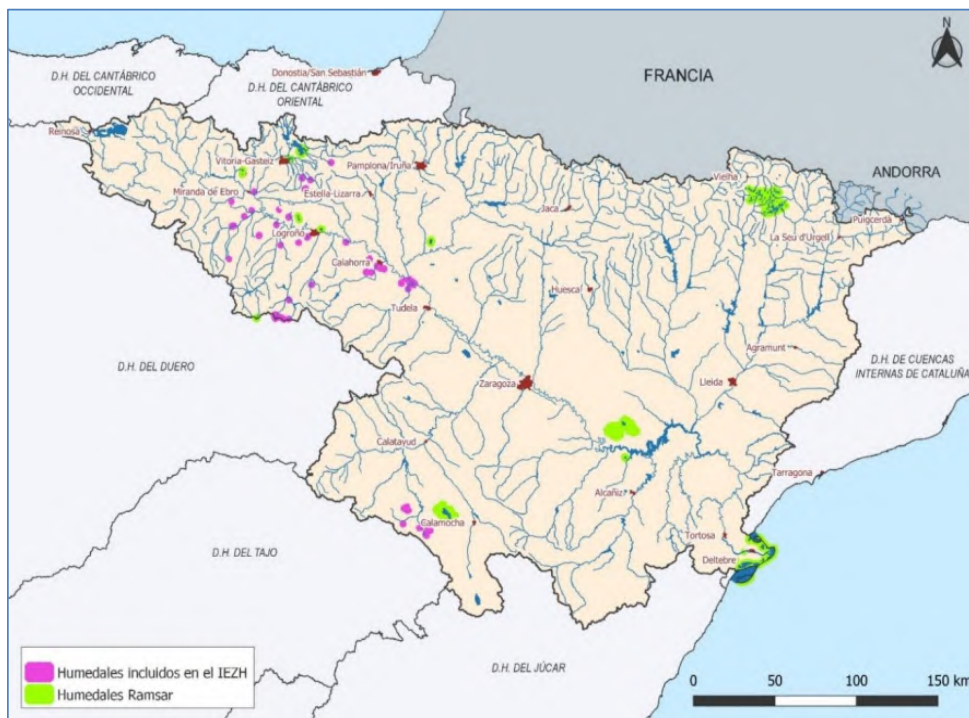 N
D.H. DEL CANTÁBRICO
OCCIDENTAL
Donostia/San Sebastián
D.H. DEL CANTÁBRICO
ORIENTAL
FRANCIA
Reinosa
Vitoria-Gasteiz
Pamplona/Iruña
Vielha
ANDORRA
Miranda de Ebro
Estella-Lizarra
Jaca
Puigcerdà
La Seu d'Urgell
Logroño
Calahorra
Huesca
Tudela
Agramunt
D.H. DEL DUERO
D.H. DE CUENCAS
INTERNAS DE CATALUÑA
Zaragoza
Lleida
Calatayud
Tarragona
Alcañiz
Calamocha
Tortosa
D.H. DEL TAJO
Deltebre
D.H. DEL JÚCAR
Humedales incluidos en el IEZH
Humedales Ramsar
0 50 100 150 km